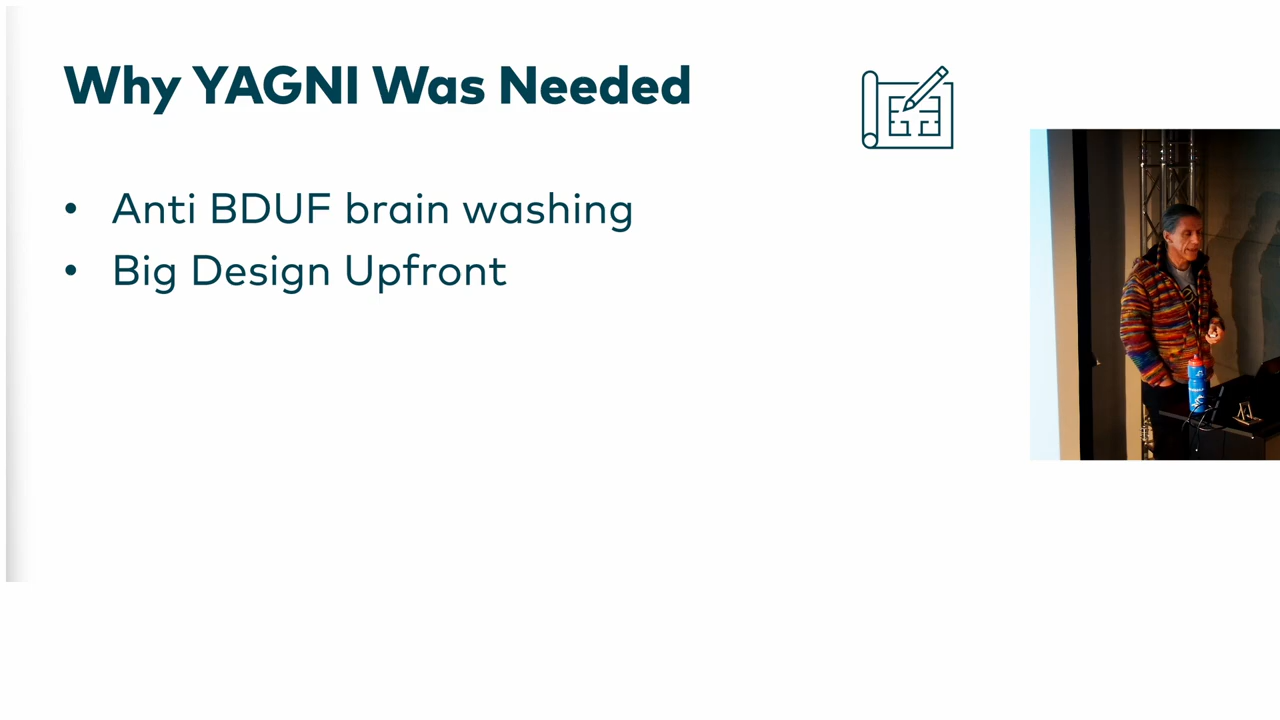 Why YAGNI Was Needed
• Anti BDUF brain washing
• Big Design Upfront